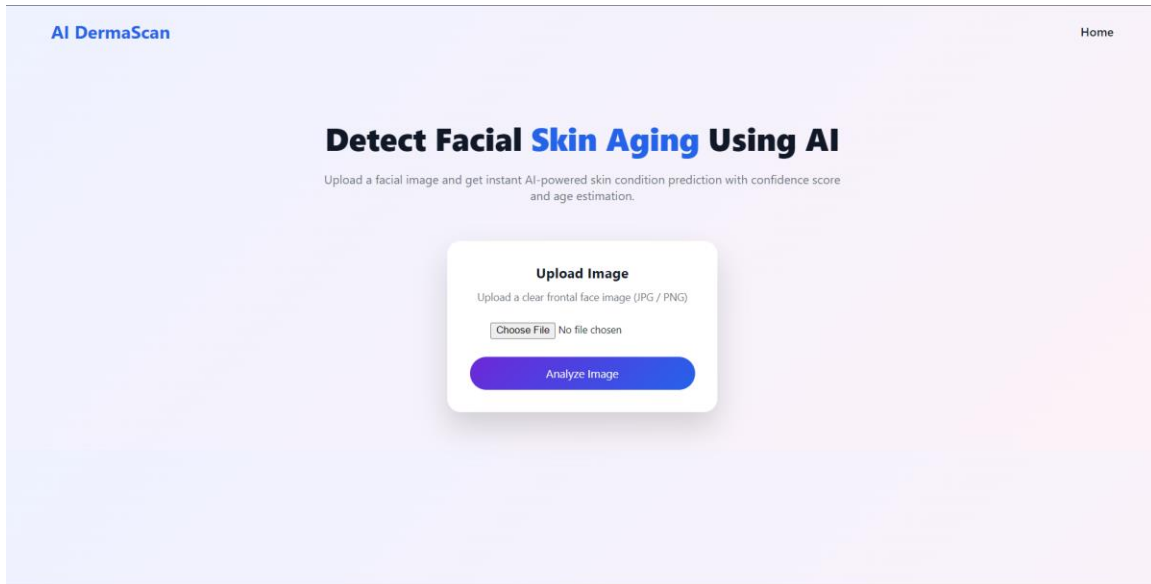 AI DermaScan
Home
Detect Facial Skin Aging Using AI
Upload a facial image and get instant AI-powered skin condition prediction with confidence score
and age estimation.
Upload Image
Upload a clear frontal face image (JPG / PNG)
Choose File No file chosen
Analyze Image